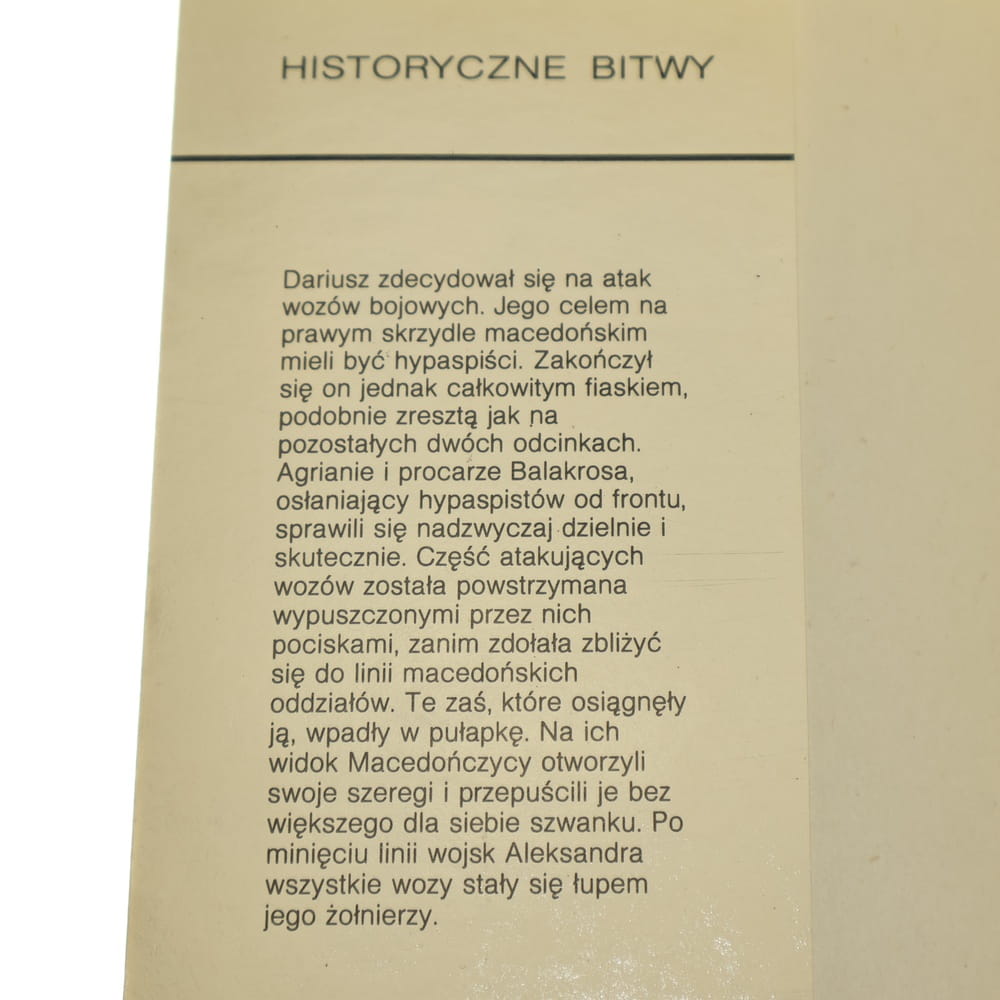 HISTORYCZNE BITWY
Dariusz zdecydował się na atak
wozów bojowych. Jego celem na
prawym skrzydle macedońskim
mieli być hypaspiści. Zakończył
się on jednak całkowitym fiaskiem,
podobnie zresztą jak na
pozostałych dwóch odcinkach.
Agrianie i procarze Balakrosa,
osłaniający hypaspistów od frontu,
sprawili się nadzwyczaj dzielnie i
skutecznie. Część atakujących
wozów została powstrzymana
wypuszczonymi przez nich
pociskami, zanim zdołała zbliżyć
się do linii macedońskich
oddziałów. Te zaś, które osiągnęły
ją, wpadły w pułapkę. Na ich
widok Macedończycy otworzyli
swoje szeregi i przepuścili je bez
większego dla siebie szwanku. Po
minięciu linii wojsk Aleksandra
wszystkie wozy stały się łupem
jego żołnierzy.